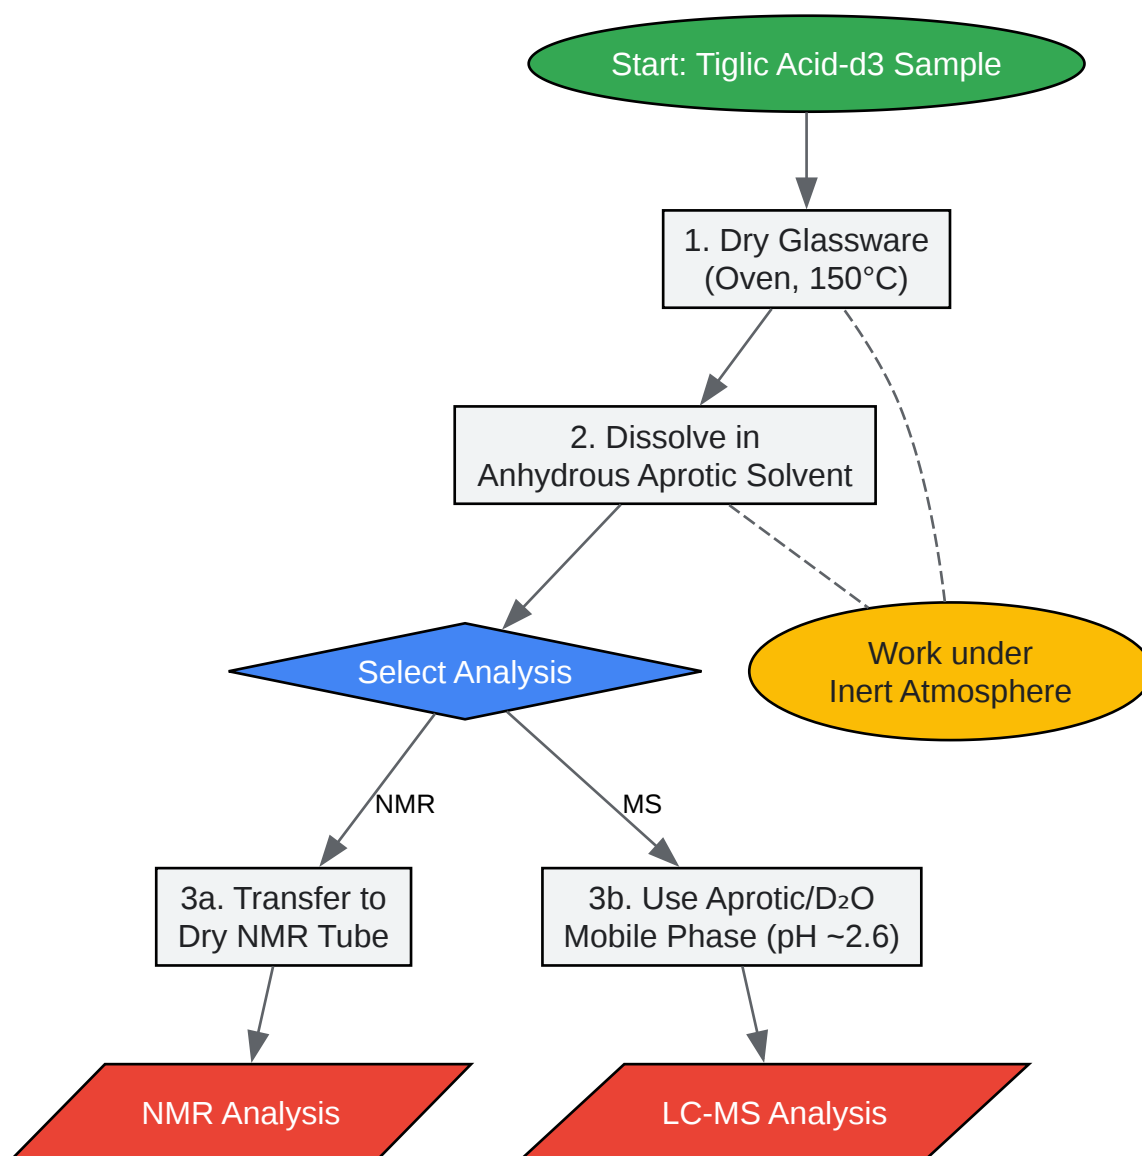 Start: Tiglic Acid-d3 Sample
1. Dry Glassware
(Oven, 150°C)
2. Dissolve in
Anhydrous Aprotic Solvent
Select Analysis
Work under
Inert Atmosphere
NMR
MS
3a. Transfer to
Dry NMR Tube
3b. Use Aprotic/D₂O
Mobile Phase (pH ~2.6)
NMR Analysis
LC-MS Analysis